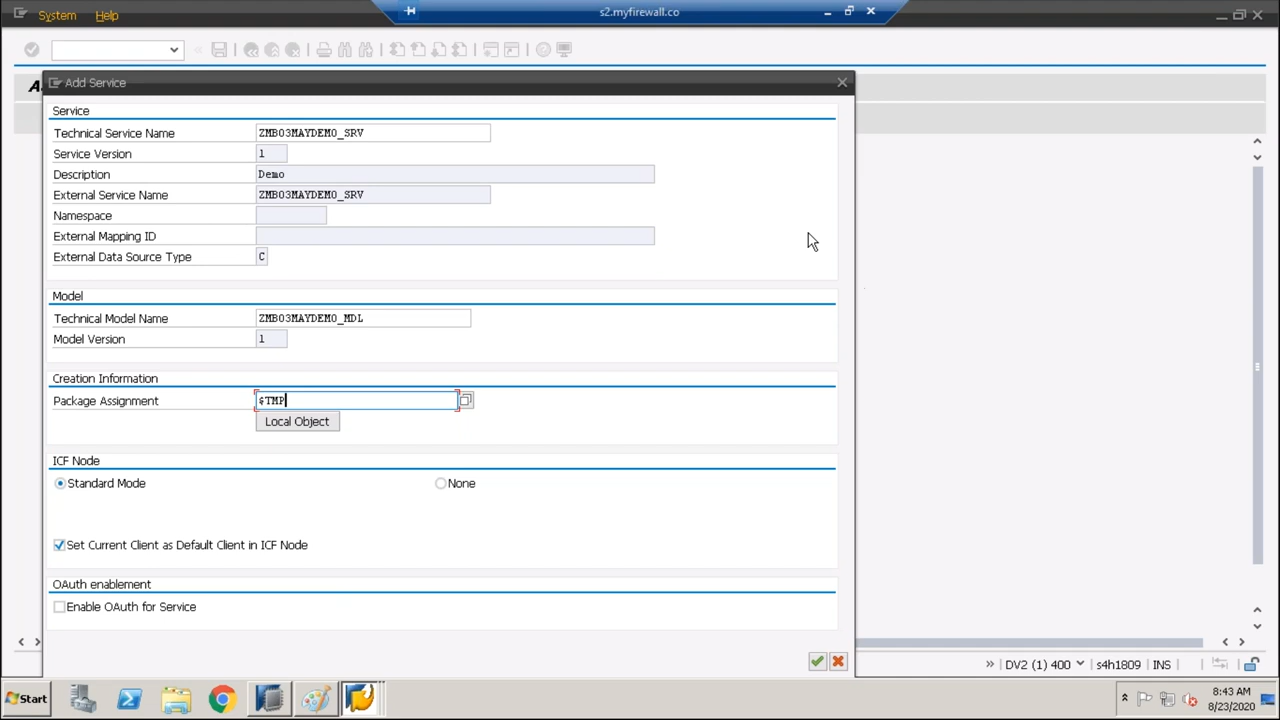 System Help
s2.myfirewall.co
Add Service
Service
Technical Service Name ZMB03MAYDEMO_SRV
Service Version 1
Description Demo
External Service Name ZMB03MAYDEMO_SRV
Namespace
External Mapping ID
External Data Source Type C
Model
Technical Model Name ZMB03MAYDEMO_MDL
Model Version 1
Creation Information
Package Assignment $TMP
Local Object
ICF Node
Standard Mode None
Set Current Client as Default Client in ICF Node
OAuth enablement
Enable OAuth for Service
DV2 (1) 400 s4h1809 INS
Start
8:43 AM
8/23/2020